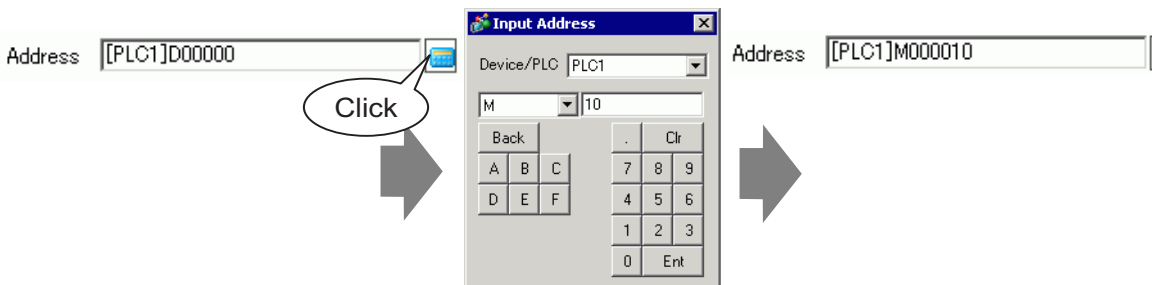 Address [PLC1]D00000
Click
Input Address
Device/PLC PLC1
M 10
Back . Clr
A B C 7 8 9
D E F 4 5 6
1 2 3
0 Ent
Address [PLC1]M000010